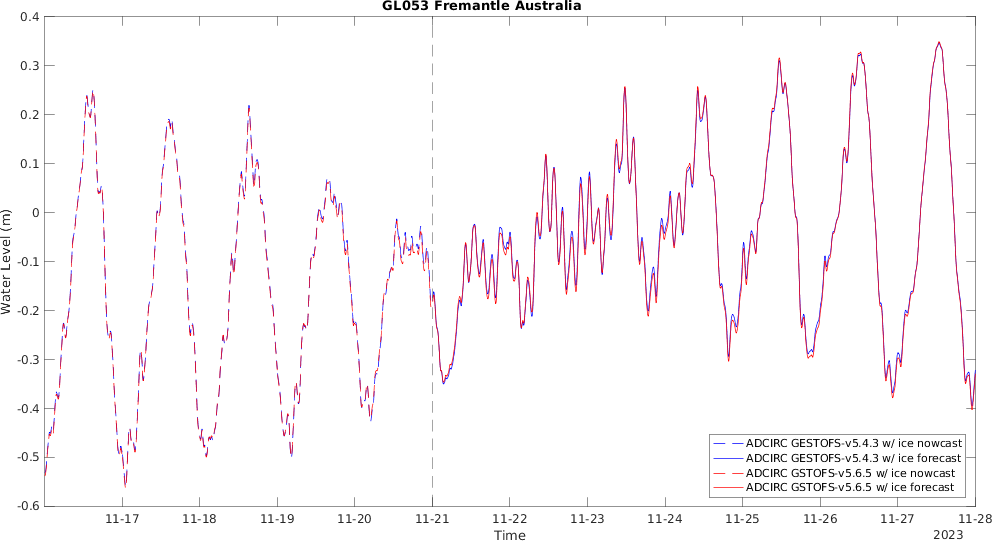 GL053 Fremantle Australia
0.4
0.3
0.2
0.1
0
-0.1
-0.2
-0.3
-0.4
-0.5
-0.6
Water Level (m)
ADCIRC GESTOFS-v5.4.3 w/ ice nowcast
ADCIRC GESTOFS-v5.4.3 w/ ice forecast
ADCIRC GSTOFS-v5.6.5 w/ ice nowcast
ADCIRC GSTOFS-v5.6.5 w/ ice forecast
11-17 11-18 11-19 11-20 11-21 11-22 11-23 11-24 11-25 11-26 11-27 11-28
Time
2023